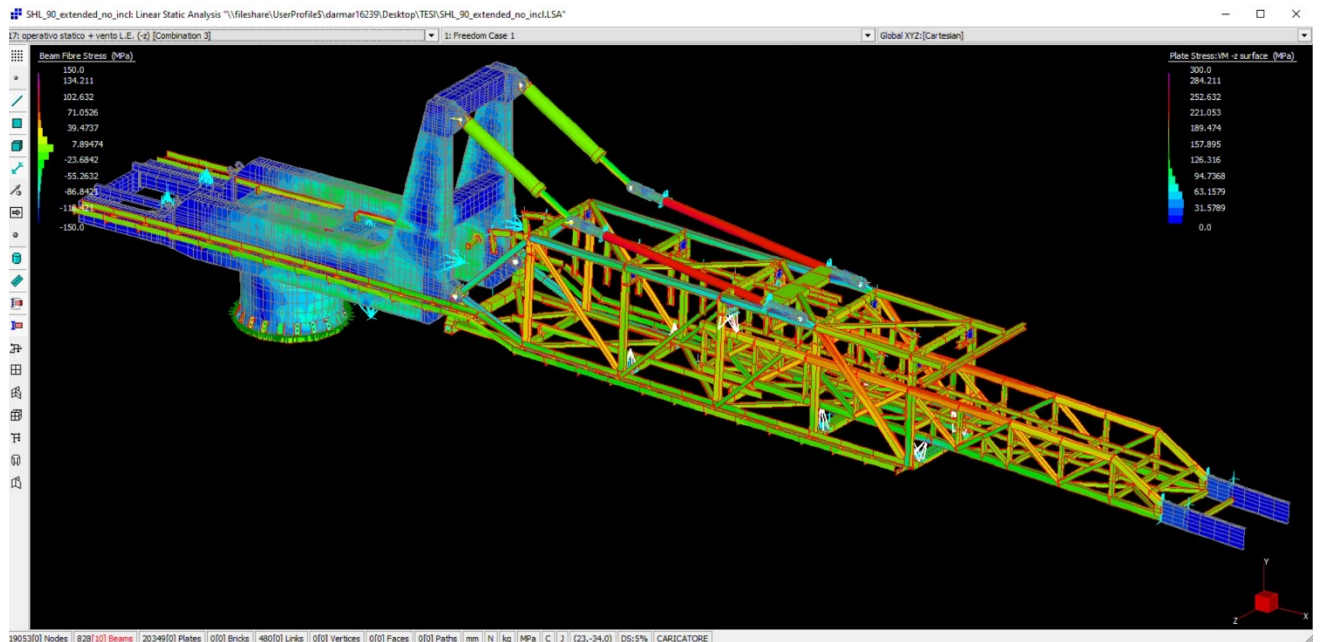 SHL_90_extended_no_incl: Linear Static Analysis "\\fileshare\UserProfile$\darmar16239\Desktop\TESI\SHL_90_extended_no_incl.LSA"
17: operativo statico + vento L.E. (-z) [Combination 3]
1: Freedom Case 1
Global XYZ:[Cartesian]
Beam Fibre Stress (MPa)
150.0
134.211
102.632
71.0526
39.4737
7.89474
-23.6842
-55.2632
-86.8421
-118.421
-150.0
Plate Stress:VM -z surface (MPa)
300.0
284.211
252.632
221.053
189.474
157.895
126.316
94.7368
63.1579
31.5789
0.0
Y
X
Z
19053[0] Nodes 828[10] Beams 20349[0] Plates 0[0] Bricks 480[0] Links 0[0] Vertices 0[0] Faces 0[0] Paths mm N kg MPa C J (23,-34,0) DS:5% CARICATORE